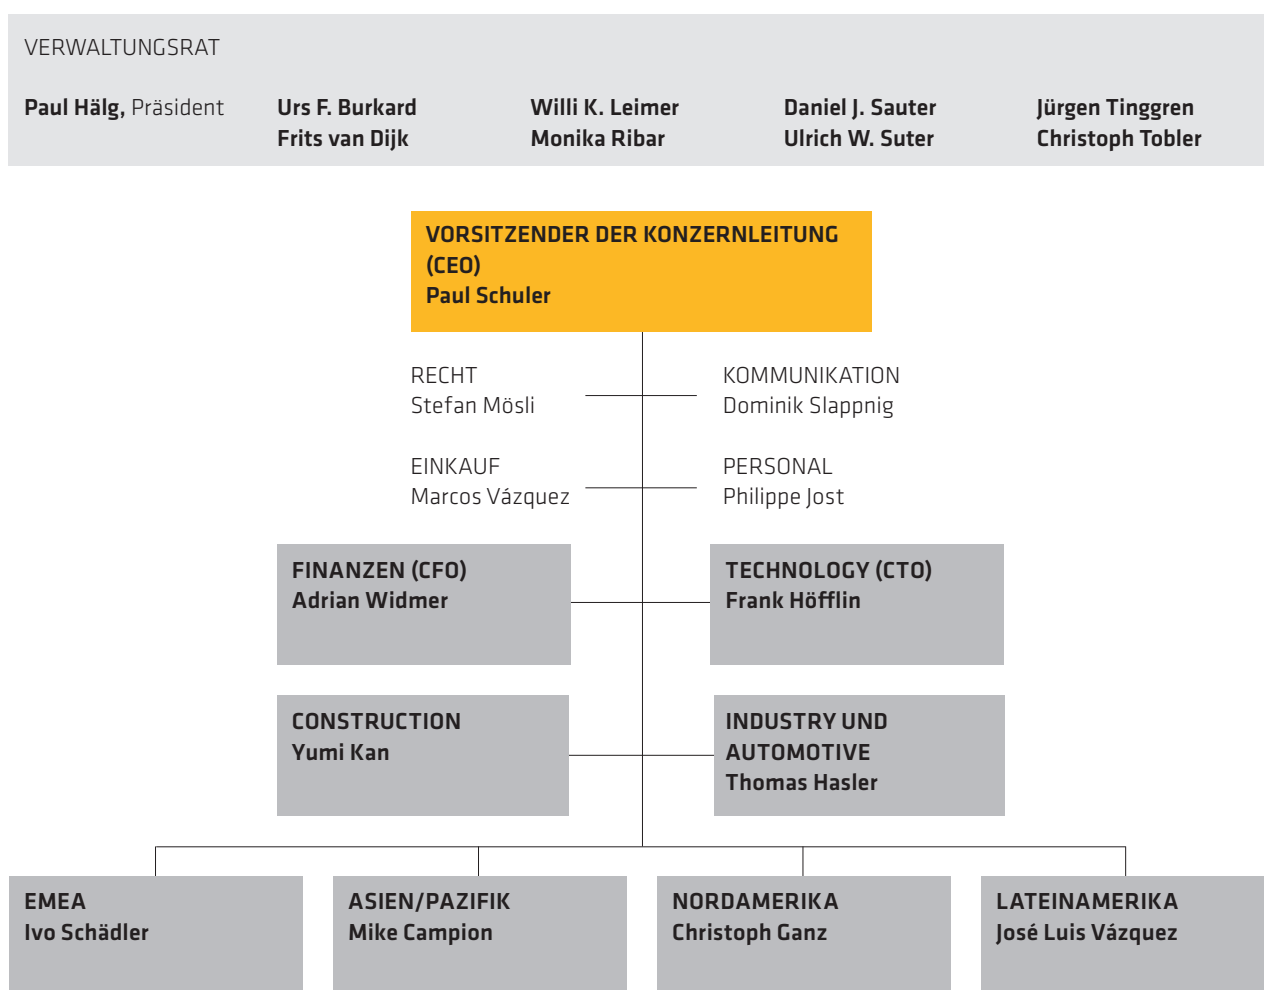 VERWALTUNGSRAT
Paul Hälg, Präsident
Urs F. Burkard
Frits van Dijk
Willi K. Leimer
Monika Ribar
Daniel J. Sauter
Ulrich W. Suter
Jürgen Tinggren
Christoph Tobler
VORSITZENDER DER KONZERNLEITUNG
(CEO)
Paul Schuler
RECHT
Stefan Mösli
KOMMUNIKATION
Dominik Slappnig
EINKAUF
Marcos Vázquez
PERSONAL
Philippe Jost
FINANZEN (CFO)
Adrian Widmer
TECHNOLOGY (CTO)
Frank Höfflin
CONSTRUCTION
Yumi Kan
INDUSTRY UND
AUTOMOTIVE
Thomas Hasler
EMEA
Ivo Schädler
ASIEN/PAZIFIK
Mike Campion
NORDAMERIKA
Christoph Ganz
LATEINAMERIKA
José Luis Vázquez